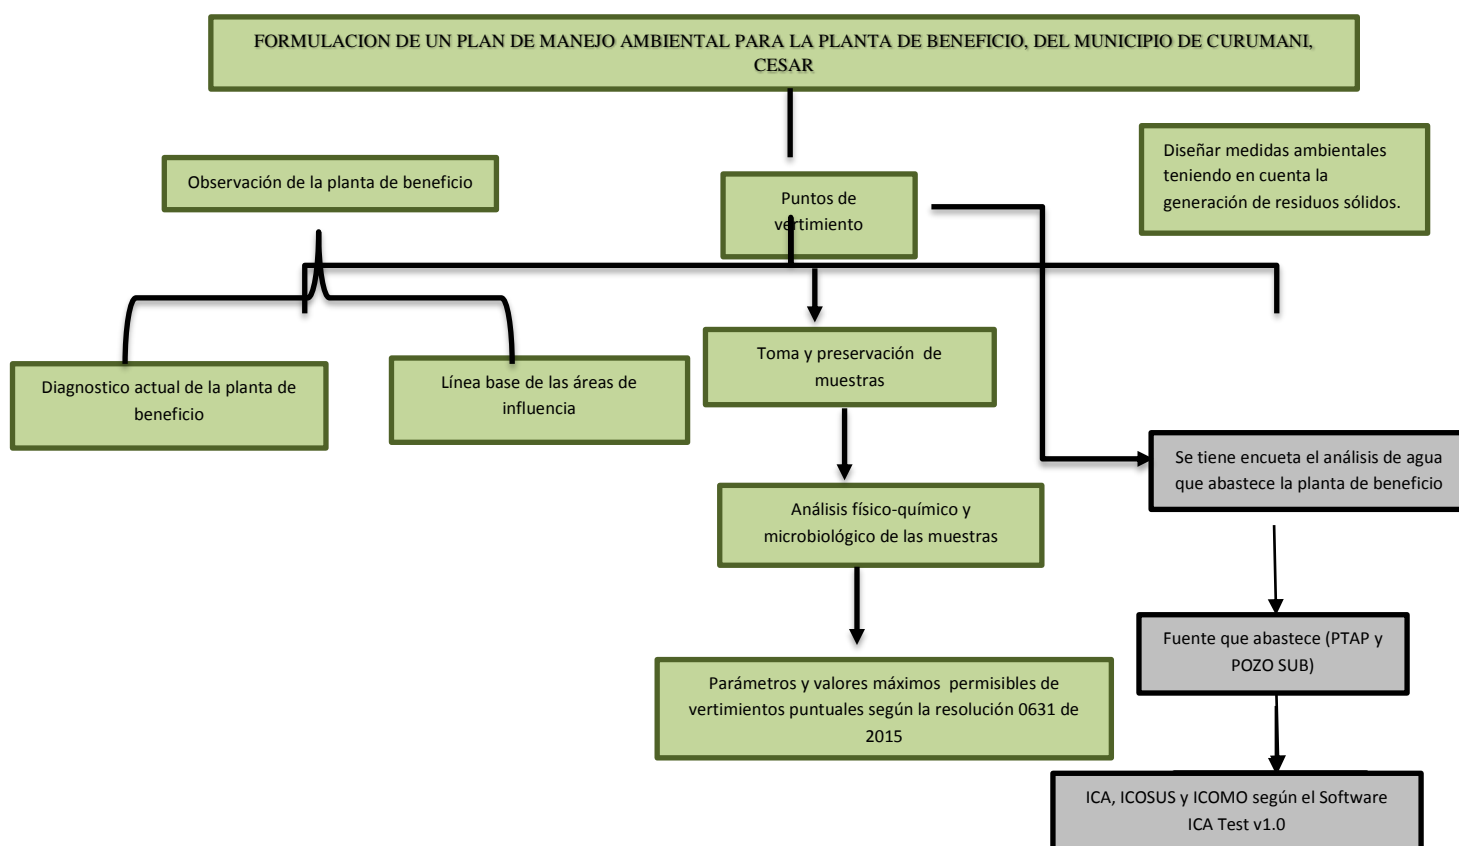 FORMULACION DE UN PLAN DE MANEJO AMBIENTAL PARA LA PLANTA DE BENEFICIO, DEL MUNICIPIO DE CURUMANI,
CESAR
Observación de la planta de beneficio
Puntos de
vertimiento
Diseñar medidas ambientales
teniendo en cuenta la
generación de residuos sólidos.
Diagnostico actual de la planta de
beneficio
Línea base de las áreas de
influencia
Toma y preservación de
muestras
Análisis físico-químico y
microbiológico de las muestras
Parámetros y valores máximos permisibles de
vertimientos puntuales según la resolución 0631 de
2015
Se tiene encueta el análisis de agua
que abastece la planta de beneficio
Fuente que abastece (PTAP y
POZO SUB)
ICA, ICOSUS y ICOMO según el Software
ICA Test v1.0